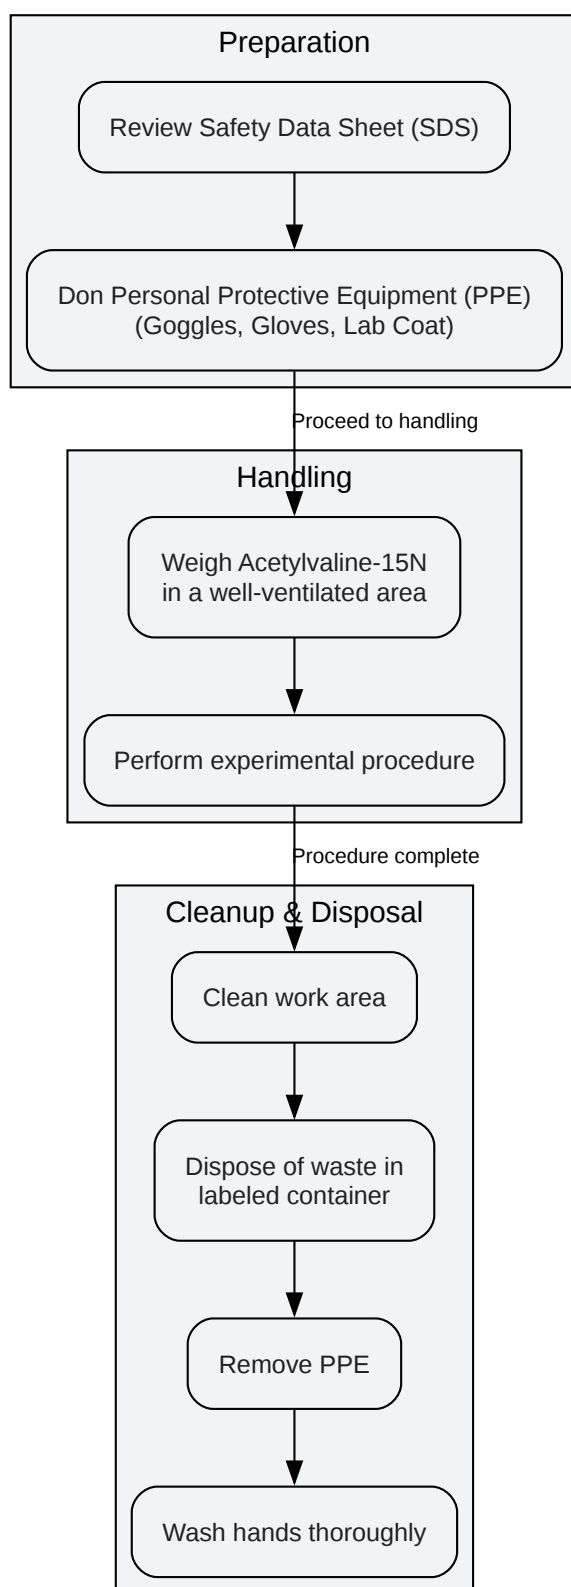 Preparation
Review Safety Data Sheet (SDS)
Don Personal Protective Equipment (PPE)
(Goggles, Gloves, Lab Coat)
Proceed to handling
Handling
Weigh Acetylvaline-15N
in a well-ventilated area
Perform experimental procedure
Procedure complete
Cleanup & Disposal
Clean work area
Dispose of waste in
labeled container
Remove PPE
Wash hands thoroughly